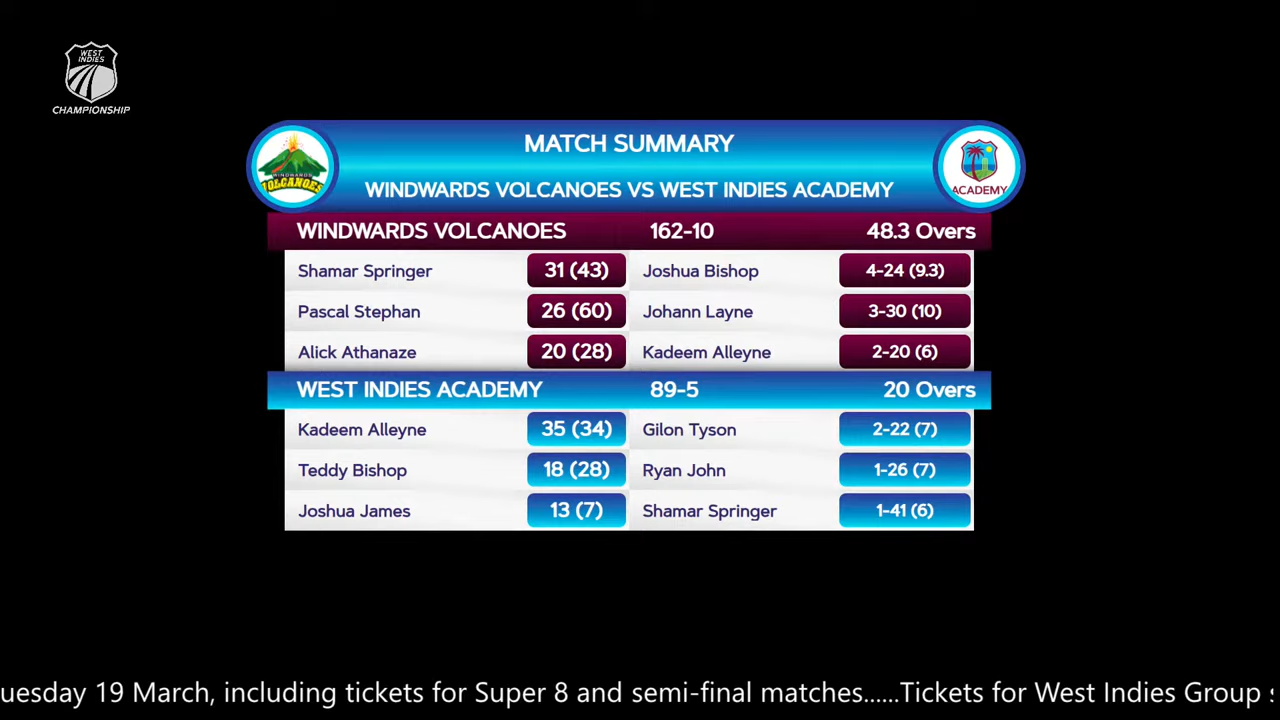 WEST
INDIES
CHAMPIONSHIP
MATCH SUMMARY
WINDWARDS VOLCANOES VS WEST INDIES ACADEMY
WINDWARDS
VOLCANOES
ACADEMY
WINDWARDS VOLCANOES 162-10 48.3 Overs
Shamar Springer 31 (43) Joshua Bishop 4-24 (9.3)
Pascal Stephan 26 (60) Johann Layne 3-30 (10)
Alick Athanaze 20 (28) Kadeem Alleyne 2-20 (6)
WEST INDIES ACADEMY 89-5 20 Overs
Kadeem Alleyne 35 (34) Gilon Tyson 2-22 (7)
Teddy Bishop 18 (28) Ryan John 1-26 (7)
Joshua James 13 (7) Shamar Springer 1-41 (6)
uesday 19 March, including tickets for Super 8 and semi-final matches......Tickets for West Indies Group s